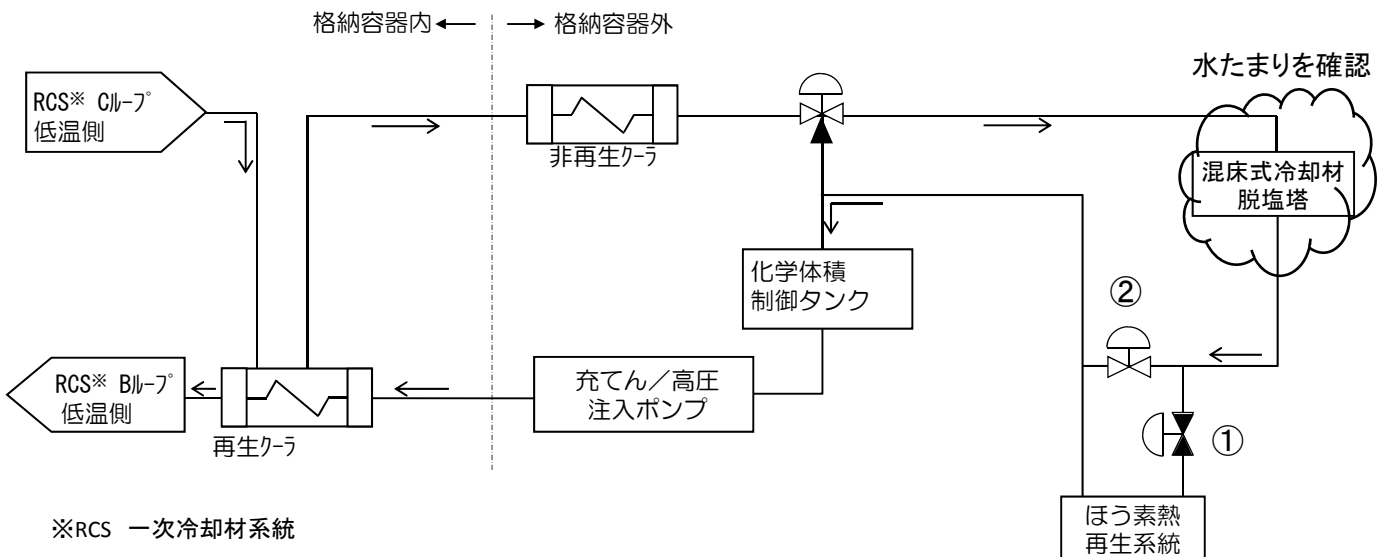 格納容器内
格納容器外
水たまりを確認
RCS※ Cﾙｰﾌﾟ
低温側
非再生ｸｰﾗ
混床式冷却材
脱塩塔
化学体積
制御タンク
②
RCS※ Bﾙｰﾌﾟ
低温側
充てん／高圧
注入ポンプ
再生ｸｰﾗ
①
ほう素熱
再生系統
※RCS 一次冷却材系統